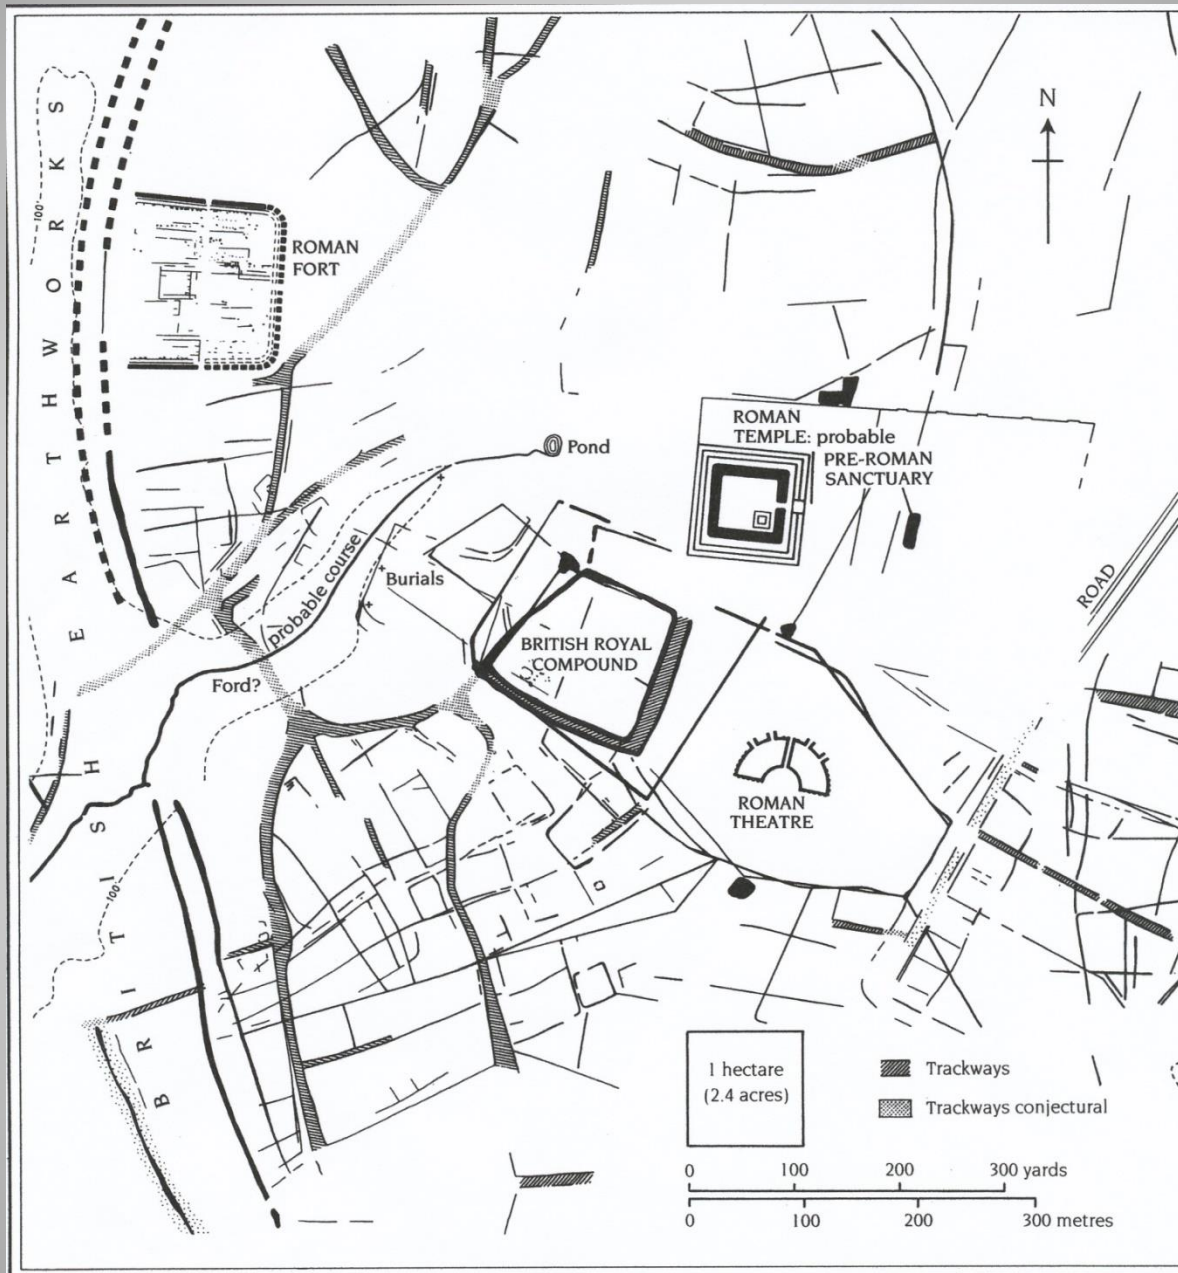 N
100'
ROMAN
FORT
ROMAN
TEMPLE: probable
PRE-ROMAN
SANCTUARY
Pond
probable course
Burials
ROAD
BRITISH EARTHWORKS
BRITISH ROYAL
COMPOUND
Ford?
ROMAN
THEATRE
100'
1 hectare
(2.4 acres)
Trackways
Trackways conjectural
0 100 200 300 yards
0 100 200 300 metres